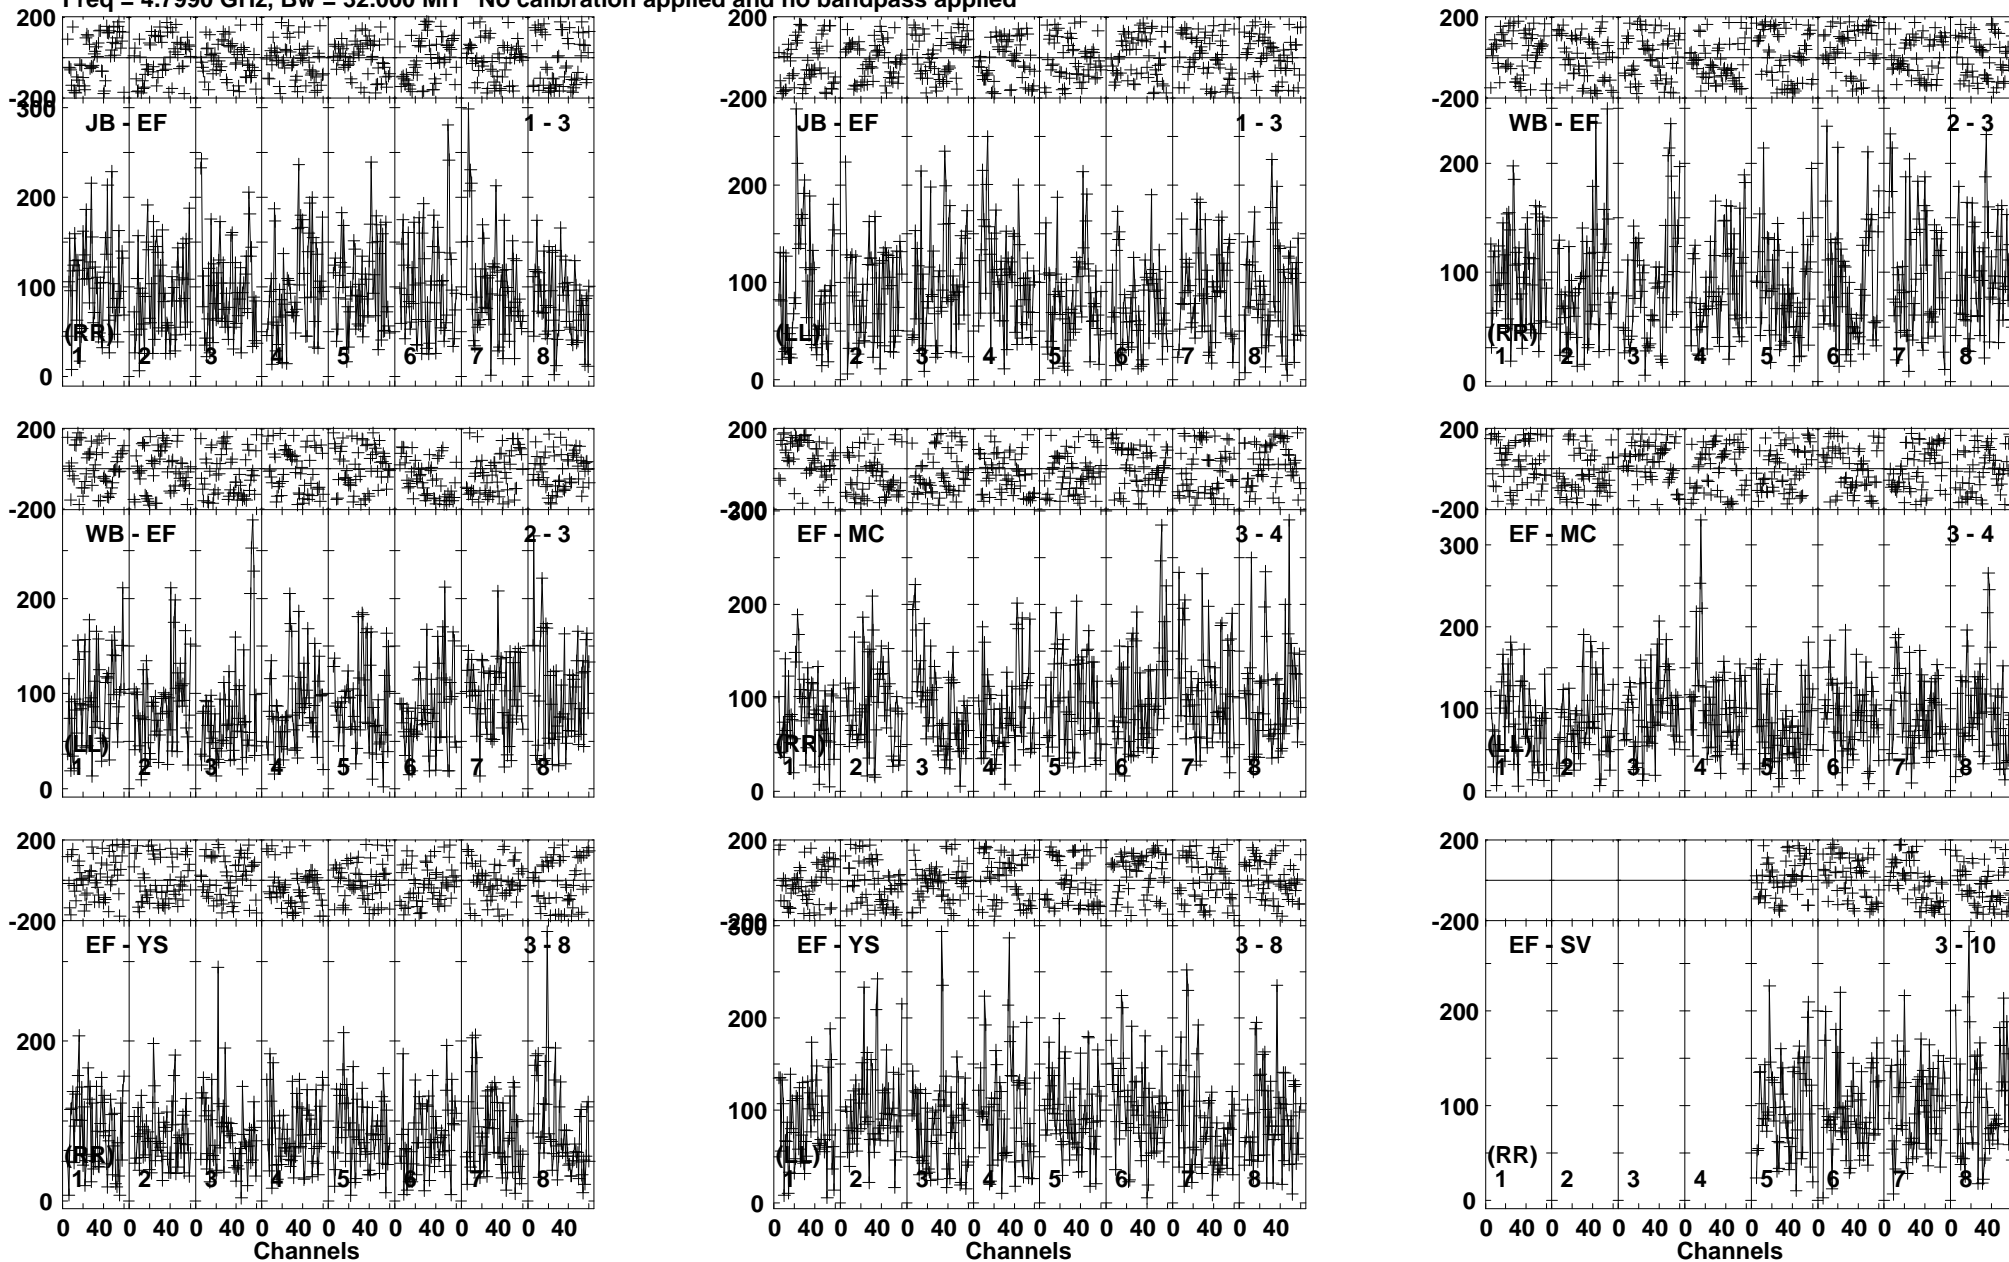 Freq = 4.7990 GHz, Bw = 32.000 MH No calibration applied and no bandpass applied
200 200 200
-200 -200 -200
300
JB - EF 1 - 3 JB - EF 1 - 3 WB - EF 2 - 3
200 200 200
100 100 100
(RR) (LL) (RR)
1 2 3 4 5 6 7 8 1 2 3 4 5 6 7 8 1 2 3 4 5 6 7 8
0 0 0
200 200 200
-200 -200 -200
300
WB - EF 2 - 3 EF - MC 3 - 4 EF - MC 3 - 4
300
200 200 200
100 100 100
(LL) (RR) (LL)
1 2 3 4 5 6 7 8 1 2 3 4 5 6 7 8 1 2 3 4 5 6 7 8
0 0 0
200 200 200
-200 -200 -200
300
EF - YS 3 - 8 EF - YS 3 - 8 EF - SV 3 - 10
200 200 200
100 100
(RR) (LL) (RR)
1 2 3 4 5 6 7 8 1 2 3 4 5 6 7 8 1 2 3 4 5 6 7 8
0 0 0
0 40 0 40 0 40 0 40 0 40 0 40 0 40 0 40 0 40 0 40 0 40 0 40 0 40 0 40 0 40 0 40 0 40 0 40 0 40 0 40 0 40 0 40 0 40 0 40
Channels Channels Channels